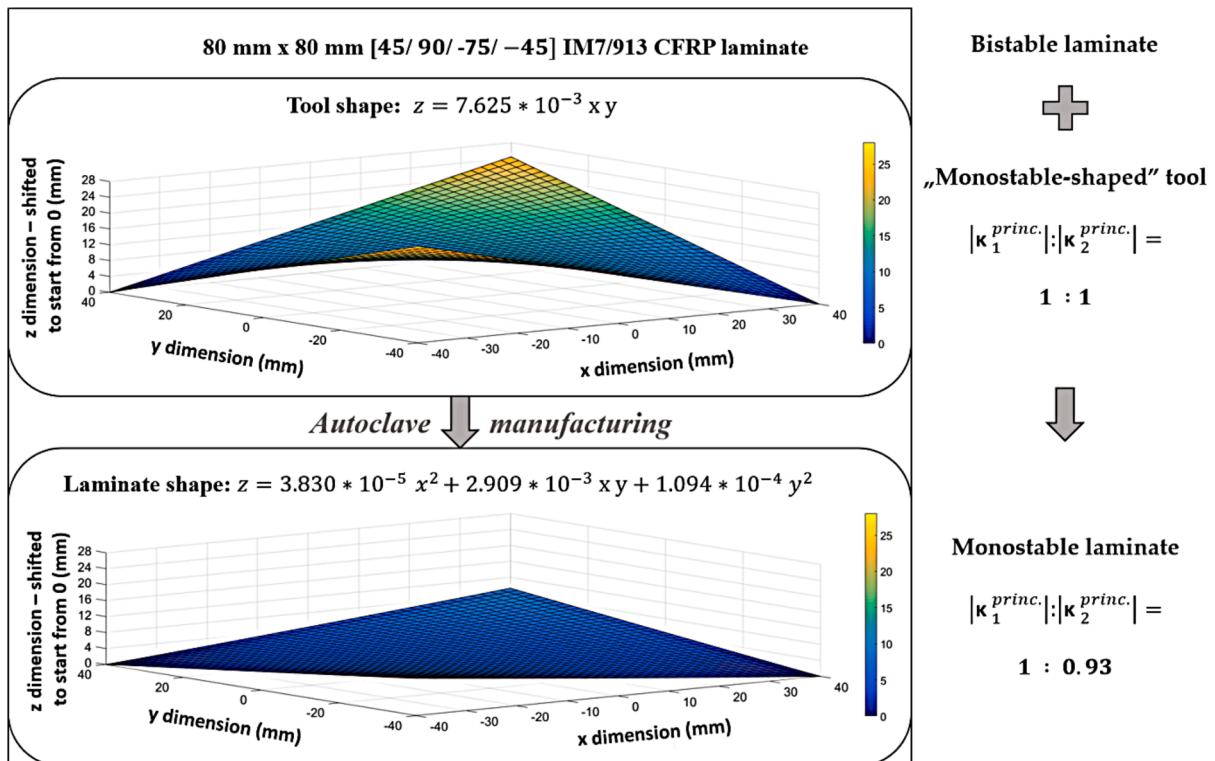 80 mm x 80 mm [45/ 90/ -75/ −45] IM7/913 CFRP laminate
Tool shape: z = 7.625 * 10⁻³ x y
z dimension – shifted
to start from 0 (mm)
28
24
20
16
12
8
4
0
40
20
0
-20
-40
y dimension (mm)
-40
-30
-20
-10
0
10
20
30
40
x dimension (mm)
25
20
15
10
5
0
Autoclave manufacturing
Laminate shape: z = 3.830 * 10⁻⁵ x² + 2.909 * 10⁻³ x y + 1.094 * 10⁻⁴ y²
z dimension – shifted
to start from 0 (mm)
28
24
20
16
12
8
4
0
40
20
0
-20
-40
y dimension (mm)
-40
-30
-20
-10
0
10
20
30
40
x dimension (mm)
25
20
15
10
5
0
Bistable laminate
„Monostable-shaped” tool
|κ₁^princ.|:|κ₂^princ.| =
1 : 1
Monostable laminate
|κ₁^princ.|:|κ₂^princ.| =
1 : 0.93